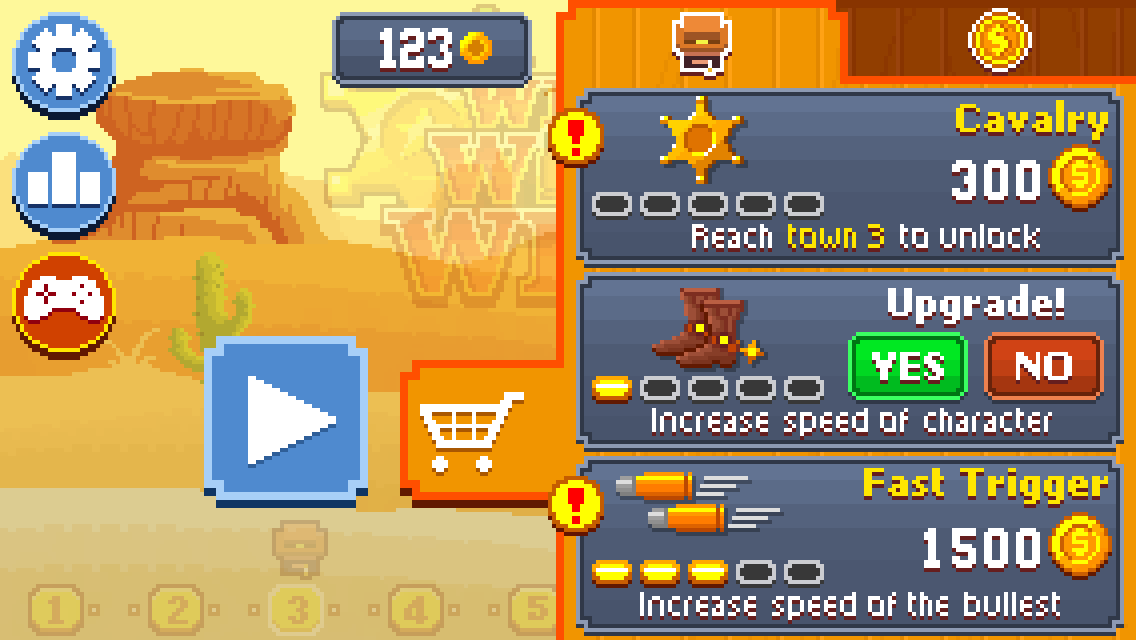 123
Cavalry
300
Reach town 3 to unlock
Upgrade!
YES NO
Increase speed of character
Fast Trigger
1500
Increase speed of the bullest
1 2 3 4 5